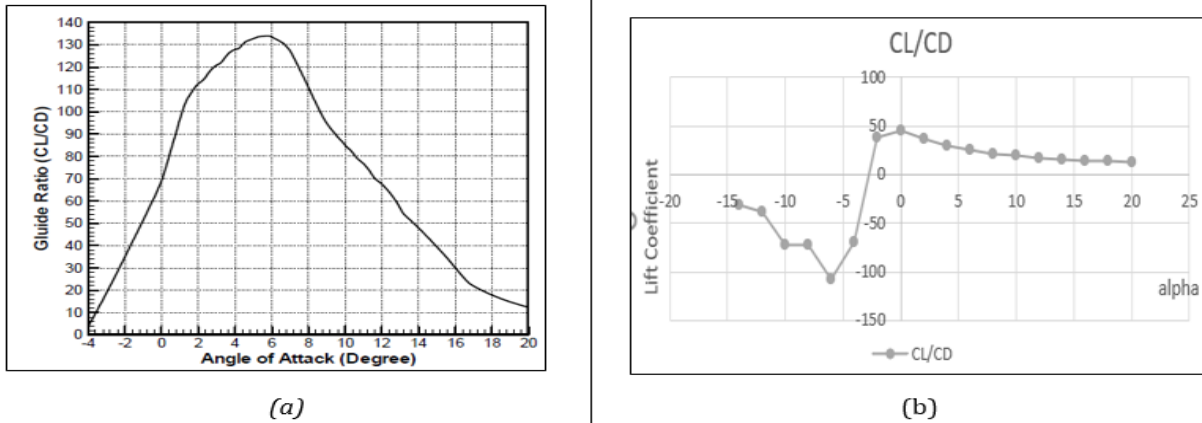 140
130
120
110
100
90
80
70
60
50
40
30
20
10
0
Gluide Ratio (CL/CD)
-4 -2 0 2 4 6 8 10 12 14 16 18 20
Angle of Attack (Degree)
(a)
CL/CD
100
50
0
-20 -15 -10 -5 0 5 10 15 20 25
-50
-100
-150
Lift Coefficient
alpha
CL/CD
(b)